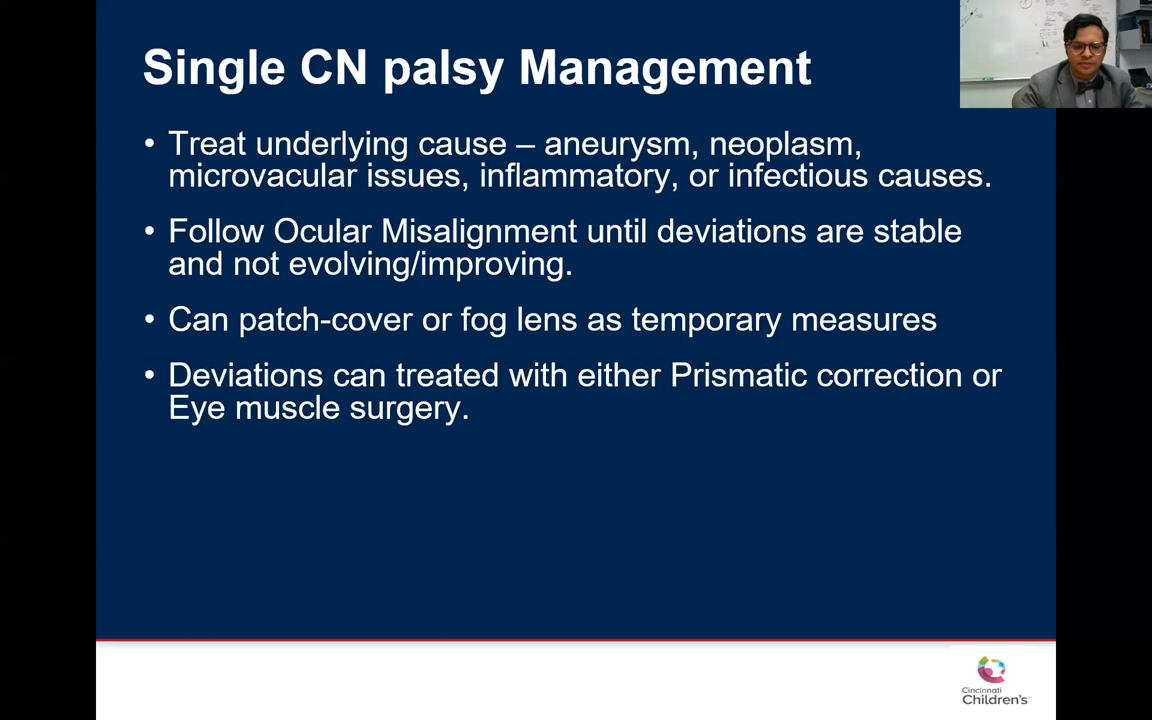 Single CN palsy Management
• Treat underlying cause – aneurysm, neoplasm,
microvacular issues, inflammatory, or infectious causes.
• Follow Ocular Misalignment until deviations are stable
and not evolving/improving.
• Can patch-cover or fog lens as temporary measures
• Deviations can treated with either Prismatic correction or
Eye muscle surgery.
Cincinnati
Children's